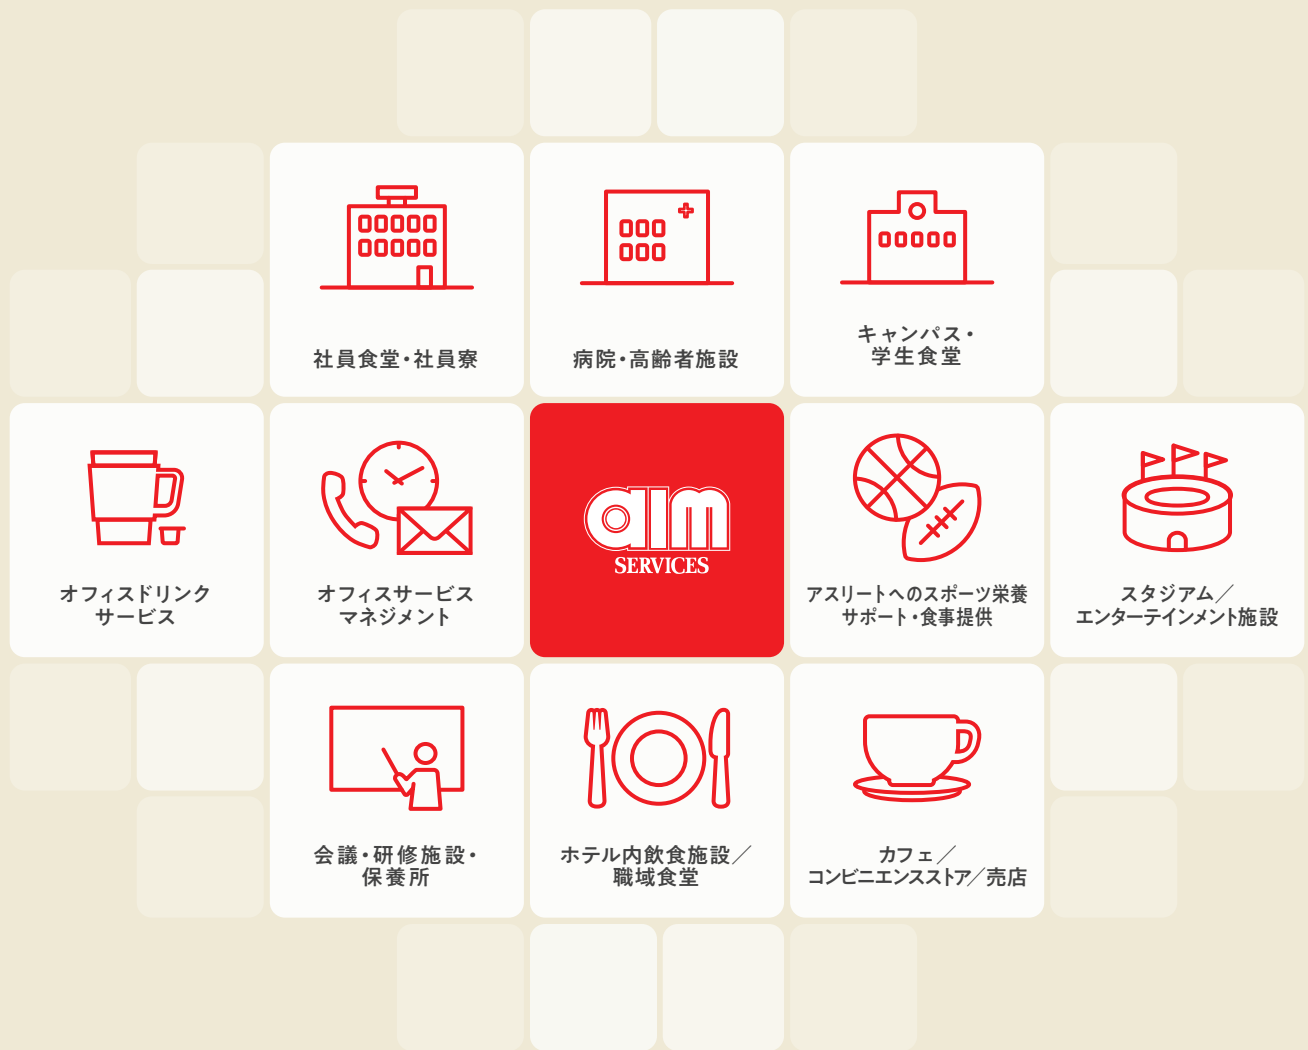 社員食堂・社員寮
病院・高齢者施設
キャンパス・
学生食堂
オフィスドリンク
サービス
オフィスサービス
マネジメント
aim
SERVICES
アスリートへのスポーツ栄養
サポート・食事提供
スタジアム／
エンターテインメント施設
会議・研修施設・
保養所
ホテル内飲食施設／
職域食堂
カフェ／
コンビニエンスストア／売店